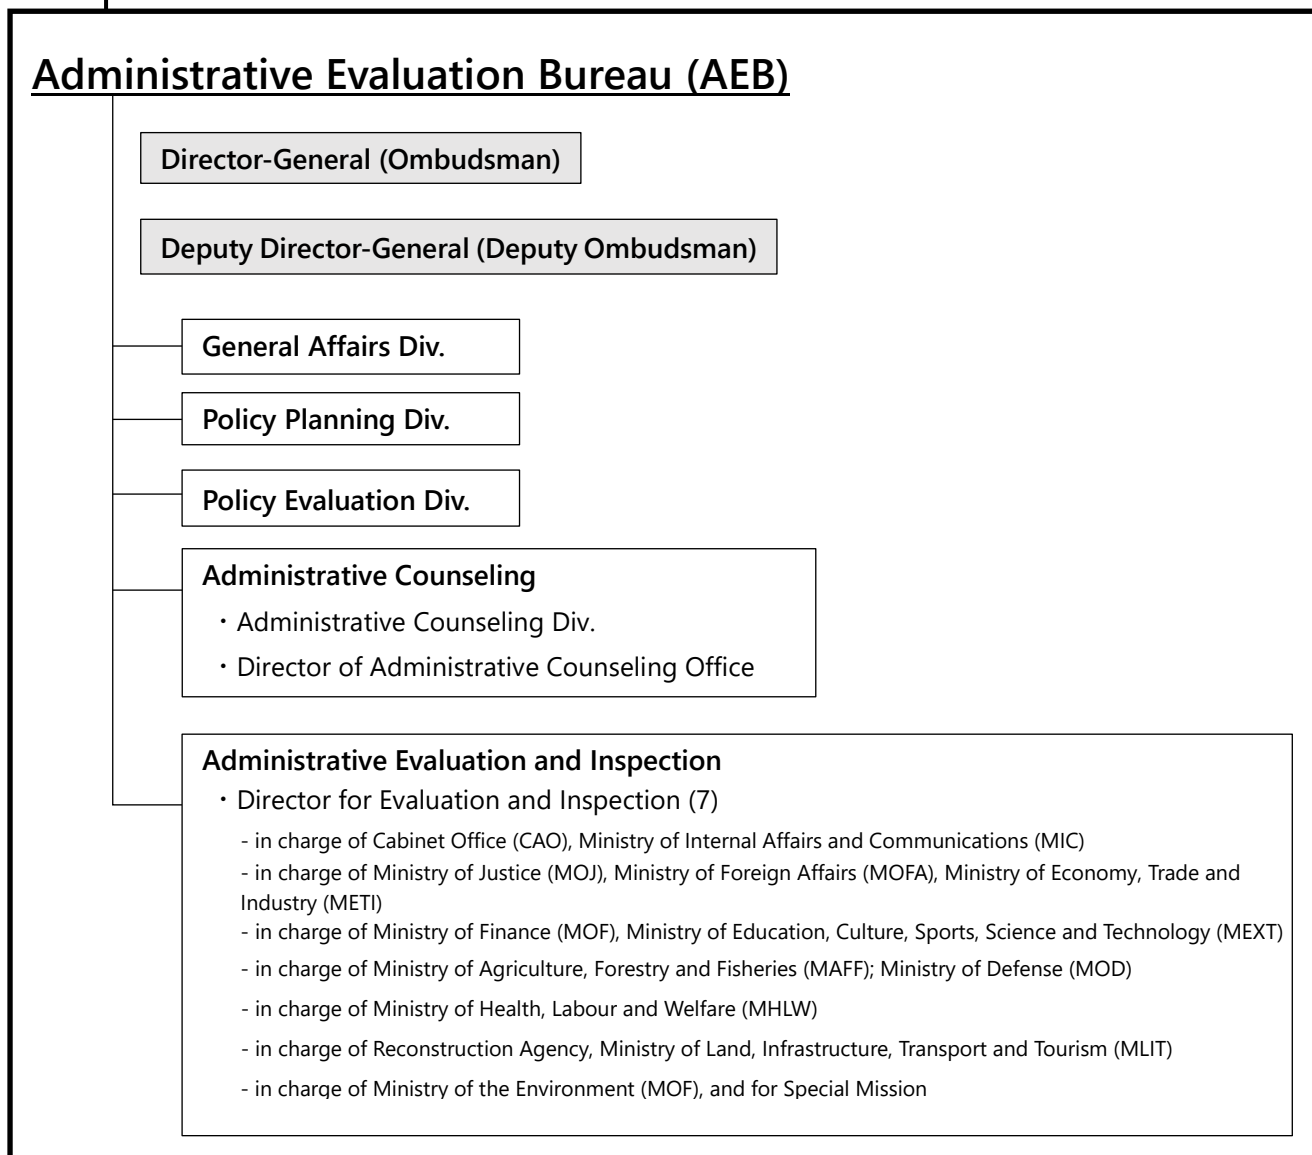 Administrative Evaluation Bureau (AEB)
Director-General (Ombudsman)
Deputy Director-General (Deputy Ombudsman)
General Affairs Div.
Policy Planning Div.
Policy Evaluation Div.
Administrative Counseling
・Administrative Counseling Div.
・Director of Administrative Counseling Office
Administrative Evaluation and Inspection
・Director for Evaluation and Inspection (7)
- in charge of Cabinet Office (CAO), Ministry of Internal Affairs and Communications (MIC)
- in charge of Ministry of Justice (MOJ), Ministry of Foreign Affairs (MOFA), Ministry of Economy, Trade and
Industry (METI)
- in charge of Ministry of Finance (MOF), Ministry of Education, Culture, Sports, Science and Technology (MEXT)
- in charge of Ministry of Agriculture, Forestry and Fisheries (MAFF); Ministry of Defense (MOD)
- in charge of Ministry of Health, Labour and Welfare (MHLW)
- in charge of Reconstruction Agency, Ministry of Land, Infrastructure, Transport and Tourism (MLIT)
- in charge of Ministry of the Environment (MOF), and for Special Mission